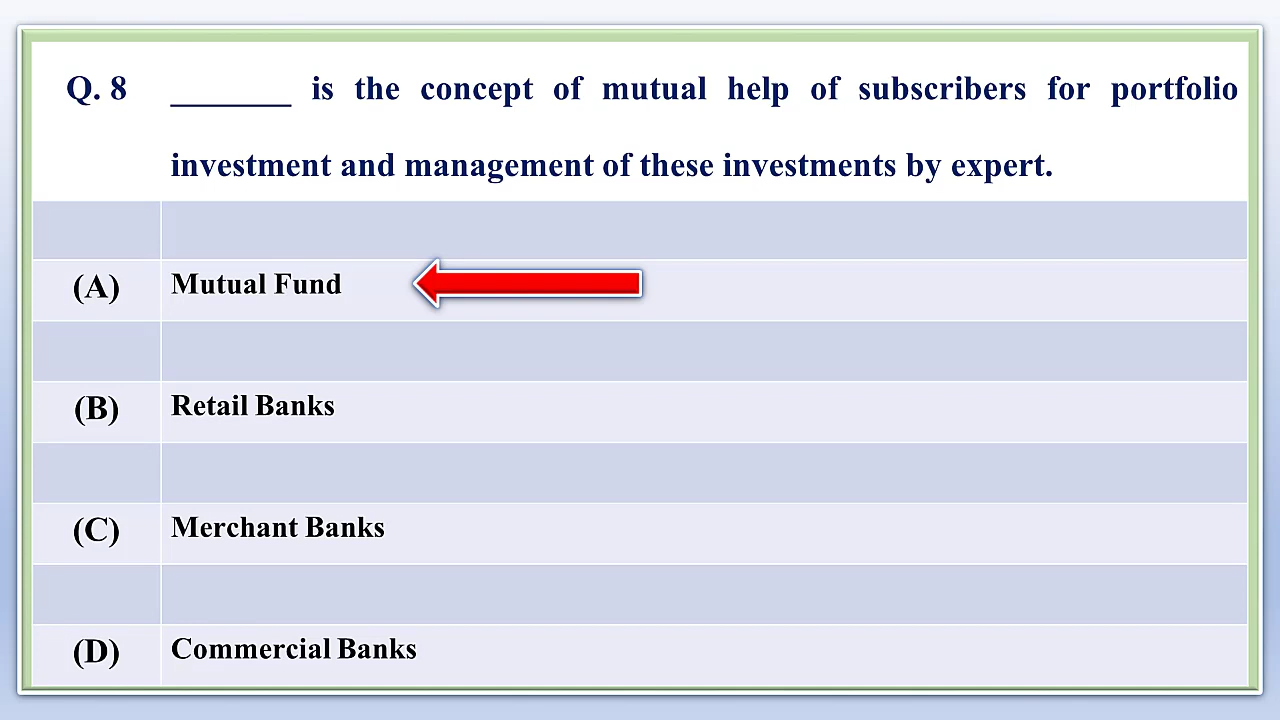 Q. 8 _______ is the concept of mutual help of subscribers for portfolio
investment and management of these investments by expert.
(A) Mutual Fund
(B) Retail Banks
(C) Merchant Banks
(D) Commercial Banks